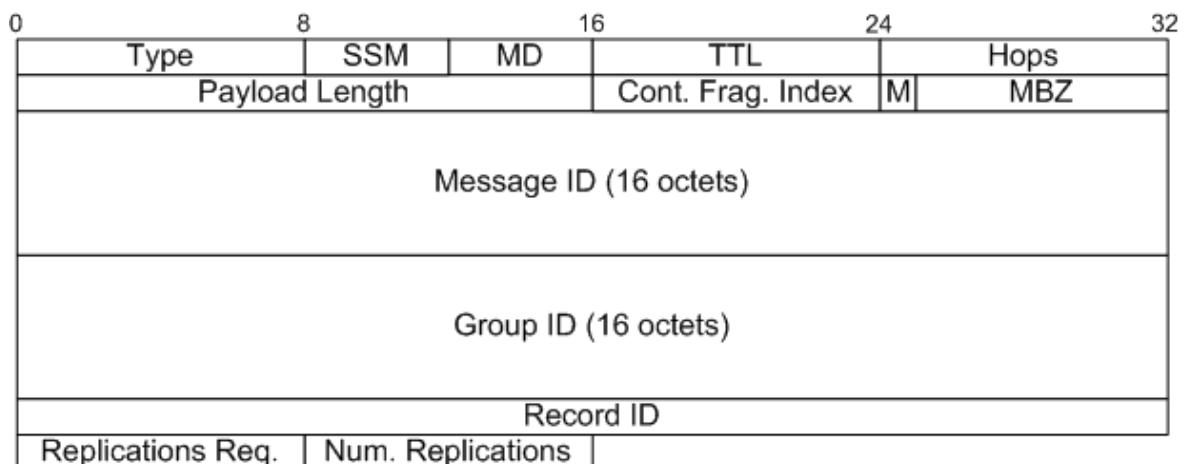 0 8 16 24 32
Type SSM MD TTL Hops
Payload Length Cont. Frag. Index M MBZ
Message ID (16 octets)
Group ID (16 octets)
Record ID
Replications Req. Num. Replications